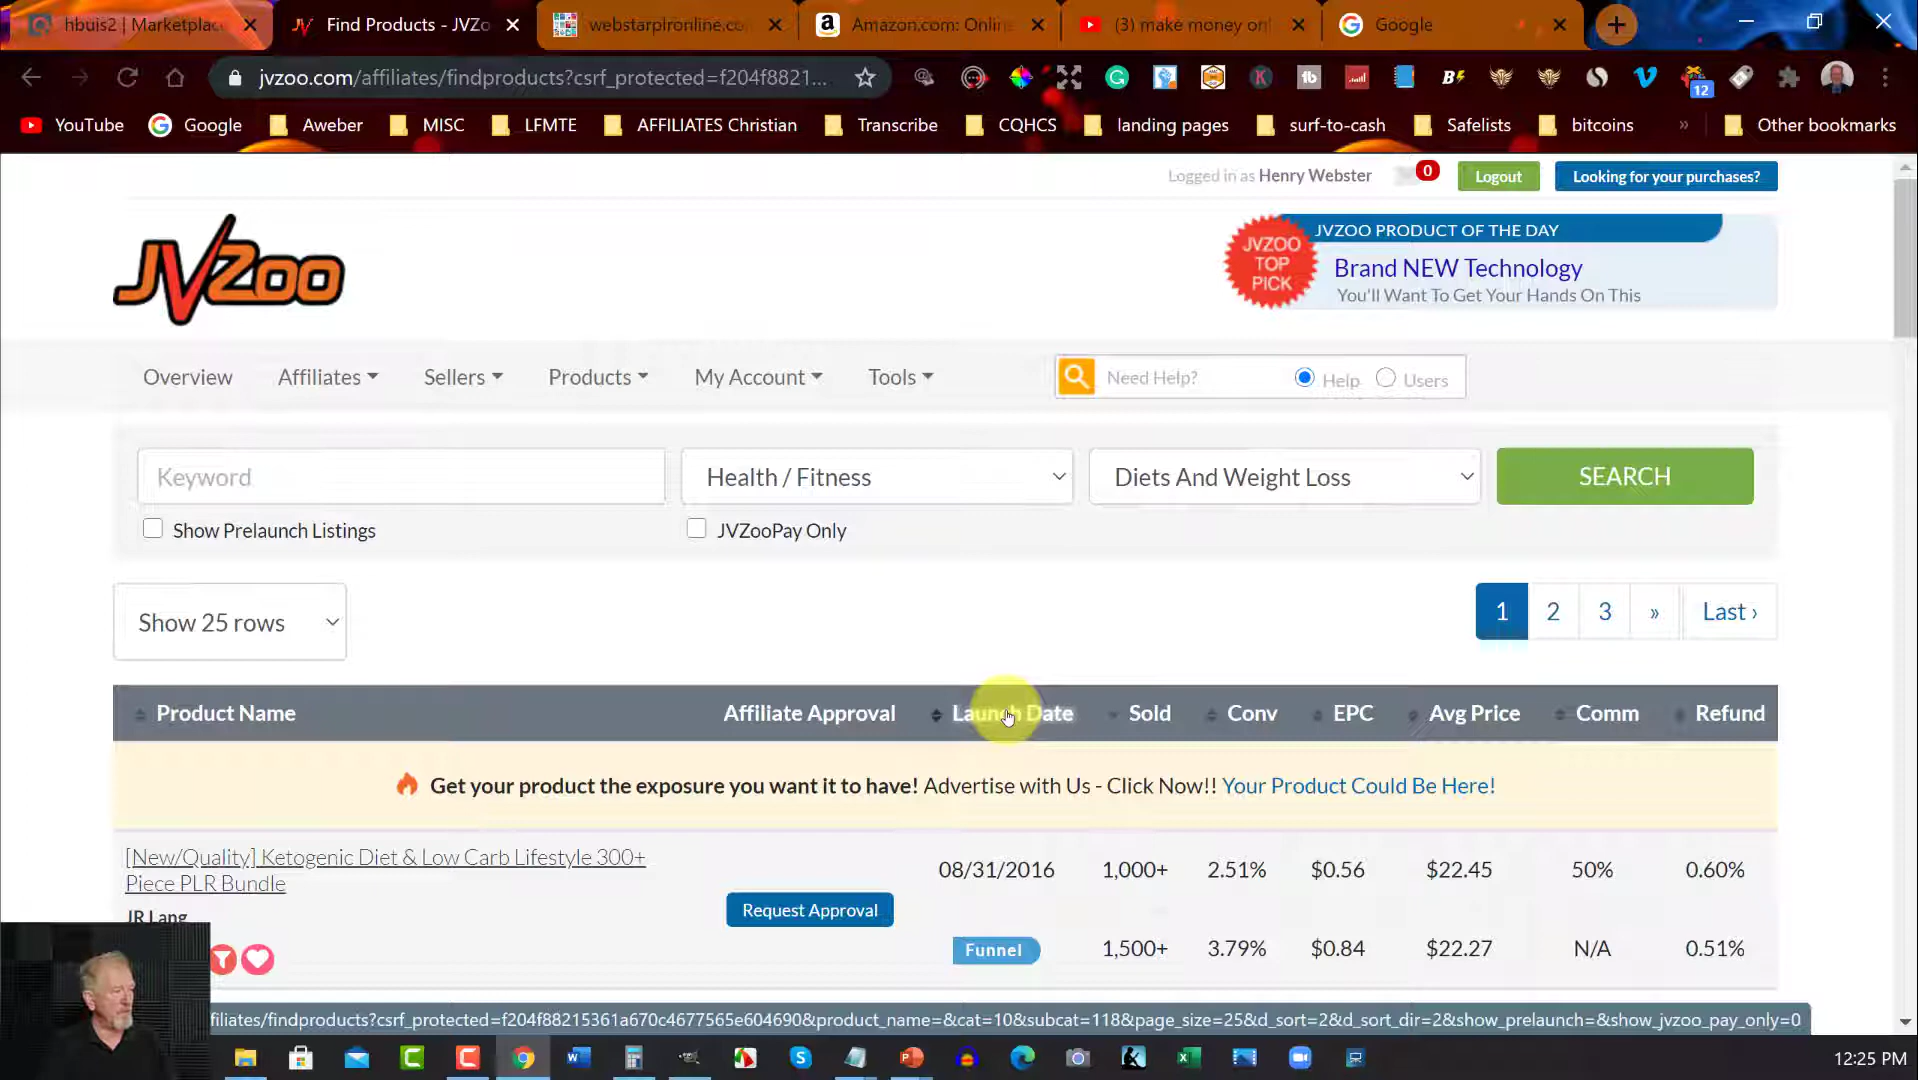 hbuis2 | Marketplac
Find Products - JVZo
webstarplronline.co
Amazon.com: Onlin
(3) make money on
Google
jvzoo.com/affiliates/findproducts?csrf_protected=f204f8821...
12
YouTube
Google
Aweber
MISC
LFMTE
AFFILIATES Christian
Transcribe
CQHCS
landing pages
surf-to-cash
Safelists
bitcoins
»
Other bookmarks
Logged in as Henry Webster
0
Logout
Looking for your purchases?
JVZoo
JVZOO TOP PICK
JVZOO PRODUCT OF THE DAY
Brand NEW Technology
You'll Want To Get Your Hands On This
Overview
Affiliates
Sellers
Products
My Account
Tools
Need Help?
Help
Users
Keyword
Health / Fitness
Diets And Weight Loss
SEARCH
Show Prelaunch Listings
JVZooPay Only
Show 25 rows
1 2 3 » Last ›
Product Name Affiliate Approval Launch Date Sold Conv EPC Avg Price Comm Refund
Get your product the exposure you want it to have! Advertise with Us - Click Now!! Your Product Could Be Here!
[New/Quality] Ketogenic Diet & Low Carb Lifestyle 300+
Piece PLR Bundle
JR Lang
Request Approval
08/31/2016 1,000+ 2.51% $0.56 $22.45 50% 0.60%
Funnel 1,500+ 3.79% $0.84 $22.27 N/A 0.51%
filiates/findproducts?csrf_protected=f204f88215361a670c4677565e604690&product_name=&cat=10&subcat=118&page_size=25&d_sort=2&d_sort_dir=2&show_prelaunch=&show_jvzoo_pay_only=0
12:25 PM